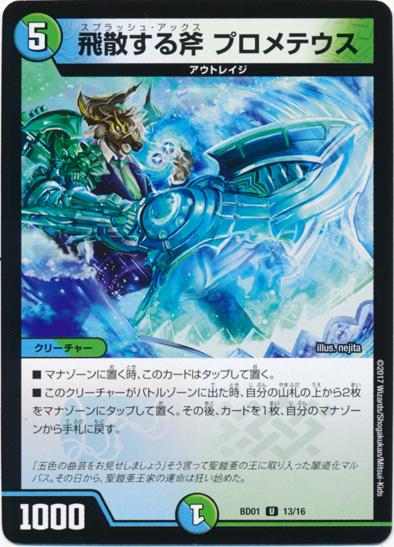 5
スプラッシュ・アックス
飛散する斧 プロメテウス
アウトレイジ
illus. nejita
クリーチャー
©2017 Wizards/Shogakukan/Mitsui-Kids
■マナゾーンに置く時、このカードはタップして置く。
■このクリーチャーがバトルゾーンに出た時、自分の山札の上から2枚
をマナゾーンにタップして置く。その後、カードを1枚、自分のマナゾー
ンから手札に戻す。
「五色の曲芸をお見せしましょう」そう言って聖鎧亜の王に取り入った闇道化マル
バス。その日から、聖鎧亜王家の運命は狂い始めた。
1000
1
BD01 U 13/16